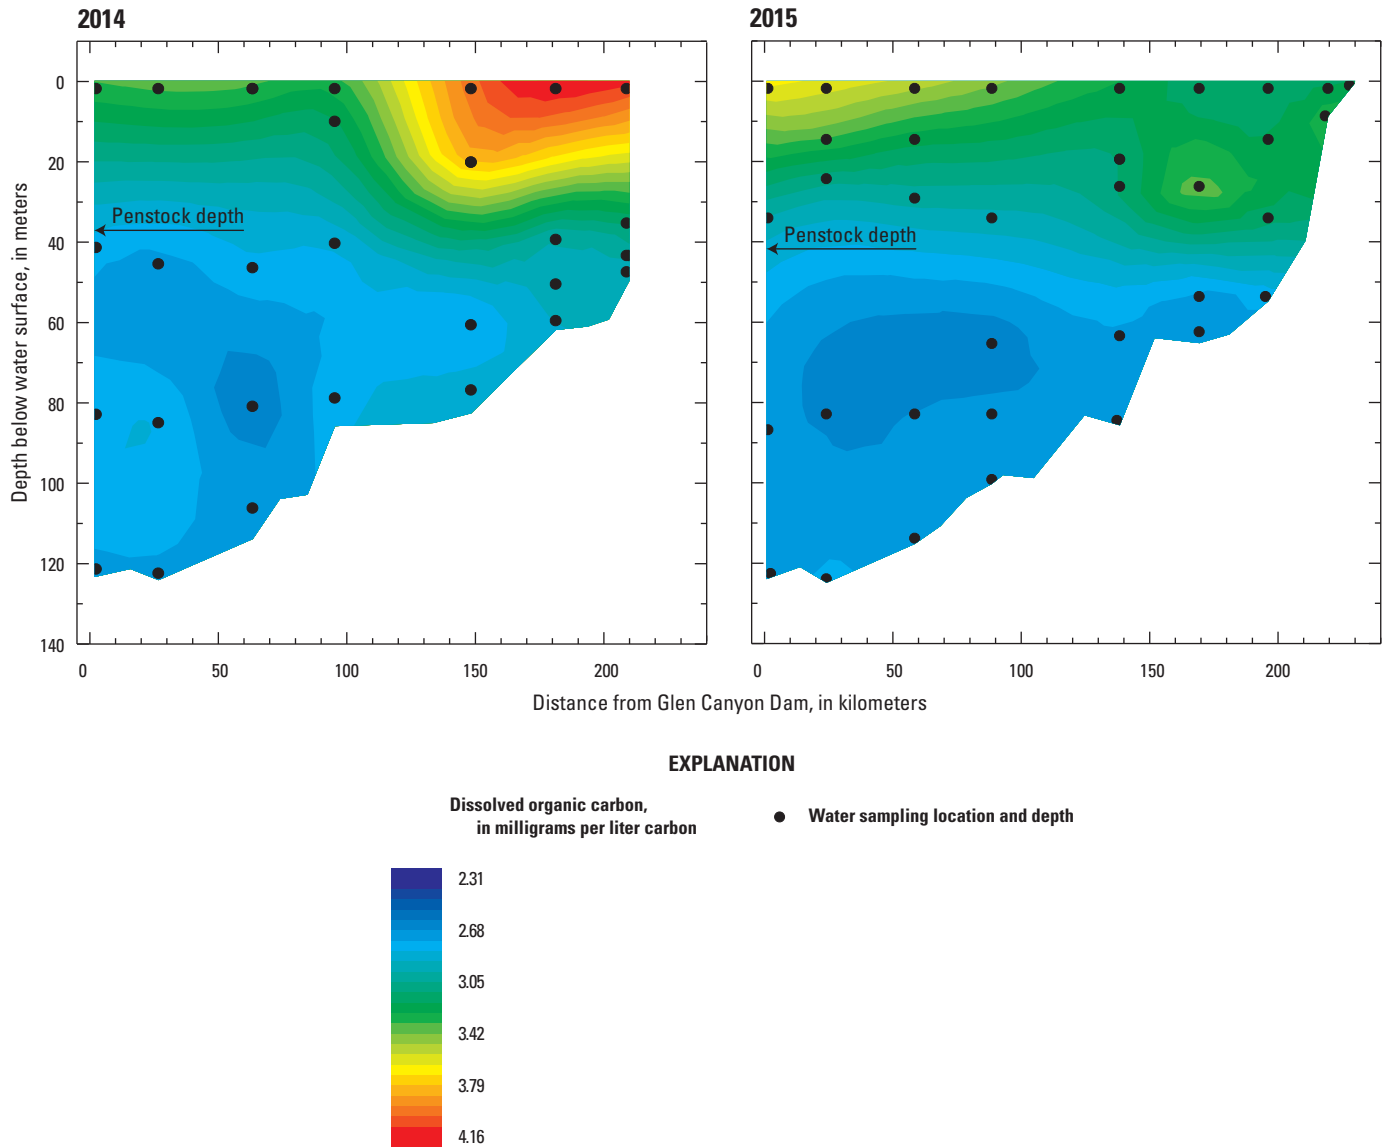 2014
2015
0
20
40
60
80
100
120
140
Depth below water surface, in meters
Penstock depth
Penstock depth
0 50 100 150 200
0 50 100 150 200
Distance from Glen Canyon Dam, in kilometers
EXPLANATION
Dissolved organic carbon,
in milligrams per liter carbon
Water sampling location and depth
2.31
2.68
3.05
3.42
3.79
4.16